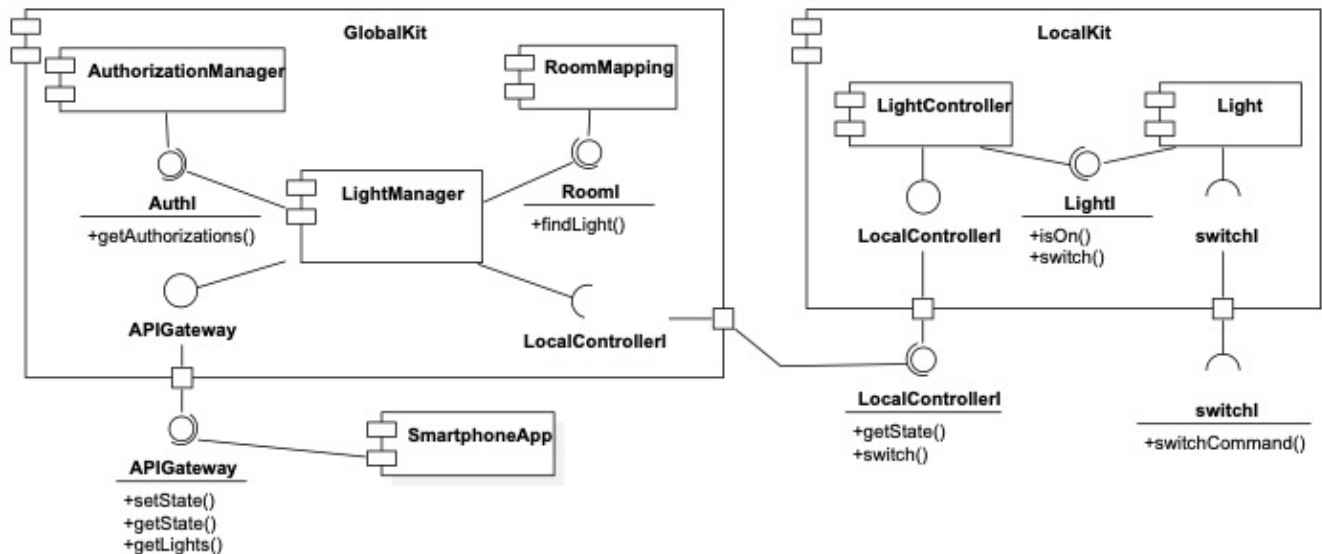 GlobalKit
AuthorizationManager
RoomMapping
AuthI
+getAuthorizations()
LightManager
RoomI
+findLight()
APIGateway
LocalControllerI
SmartphoneApp
APIGateway
+setState()
+getState()
+getLights()
LocalKit
LightController
Light
LocalControllerI
LightI
+isOn()
+switch()
switchI
LocalControllerI
+getState()
+switch()
switchI
+switchCommand()